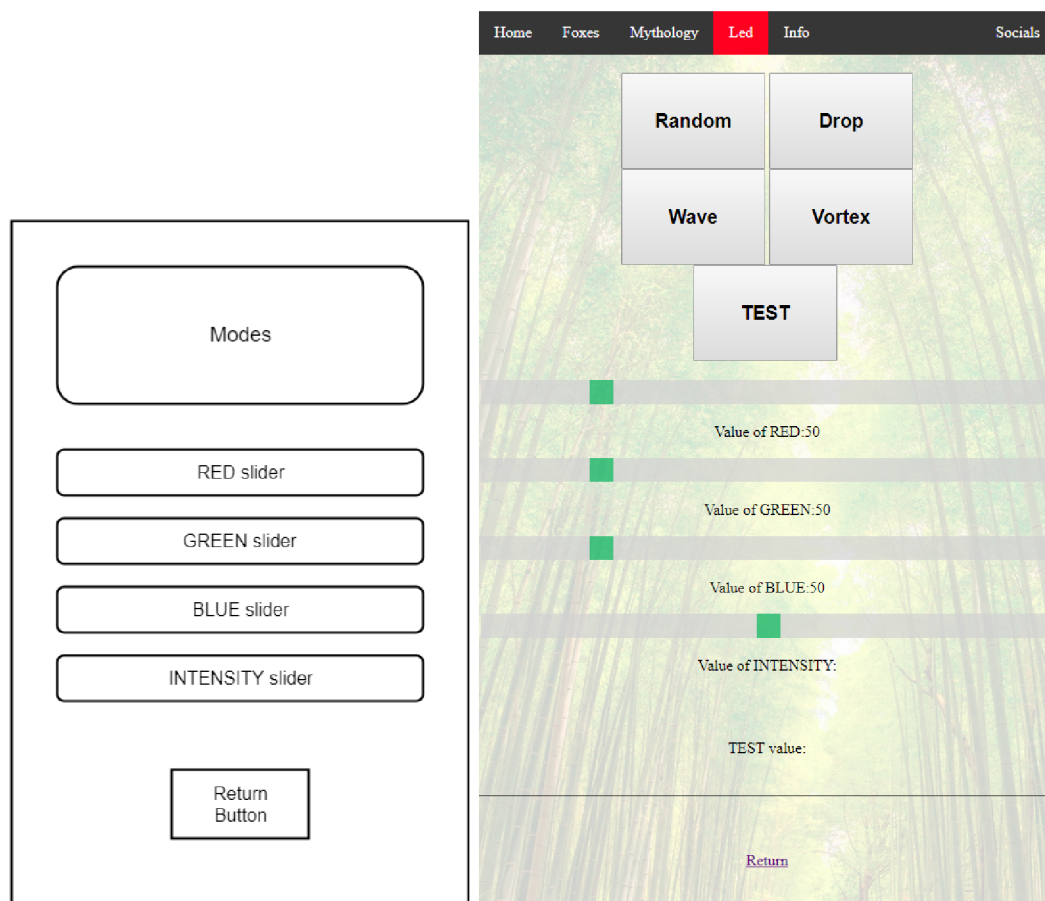 Modes
RED slider
GREEN slider
BLUE slider
INTENSITY slider
Return
Button
Home Foxes Mythology Led Info Socials
Random Drop
Wave Vortex
TEST
Value of RED:50
Value of GREEN:50
Value of BLUE:50
Value of INTENSITY:
TEST value:
Return